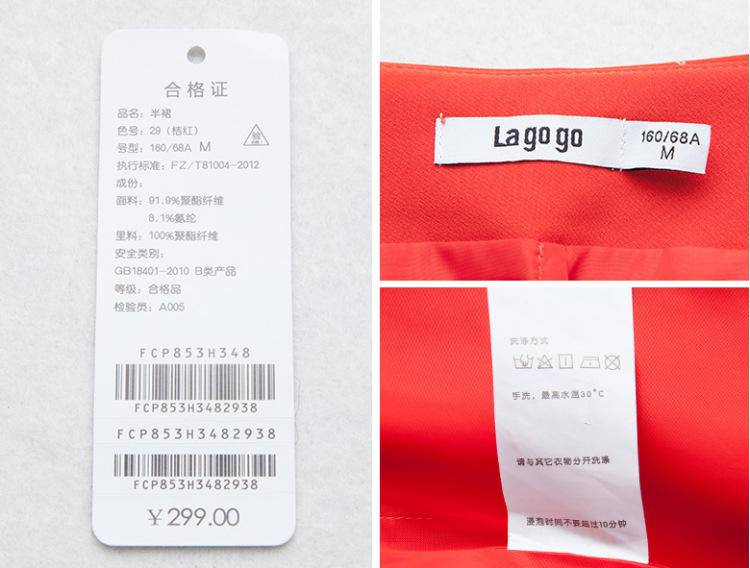 合格证
品名：半裙
色号：29（桔红）
号型：160/68A M
执行标准：FZ/T81004-2012
成份：
面料：91.9%聚酯纤维
8.1%氨纶
里料：100%聚酯纤维
安全类别：
GB18401-2010 B类产品
等级：合格品
检验员：A005
FCP853H348
FCP853H3482938
FCP853H3482938
FCP853H3482938
¥299.00
Lagogo
160/68A
M
洗涤方式
手洗，最高水温30°C
请与其它衣物分开洗涤
浸泡时间不要超过10分钟